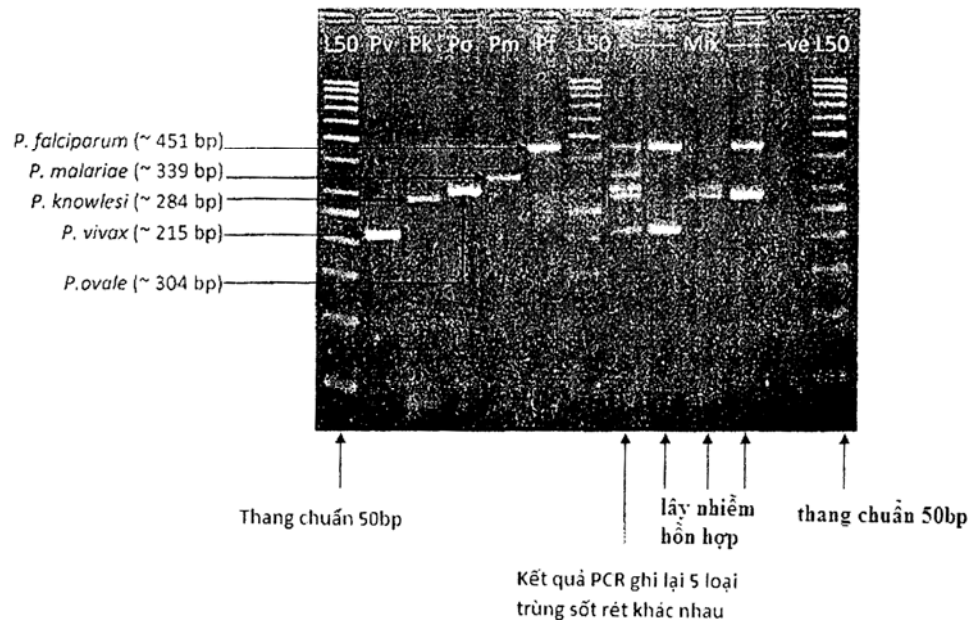 L50 Pv Pk Po Pm Pf L50 Mix -ve L50
P. falciparum (~ 451 bp)
P. malariae (~ 339 bp)
P. knowlesi (~ 284 bp)
P. vivax (~ 215 bp)
P.ovale (~ 304 bp)
Thang chuẩn 50bp
lây nhiễm
hồn hợp
thang chuẩn 50bp
Kết quả PCR ghi lại 5 loại
trùng sốt rét khác nhau